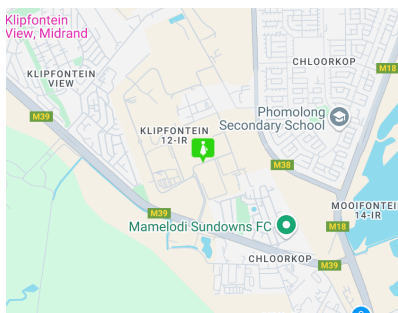 Klipfontein
View, Midrand
CHLOORKOP
M18
KLIPFONTEIN
VIEW
M39
Phomolong
Secondary School
KLIPFONTEIN
12-IR
M38
MOOIFONTEI
14-IR
M39
Mamelodi Sundowns FC
M18
CHLOORKOP
M39